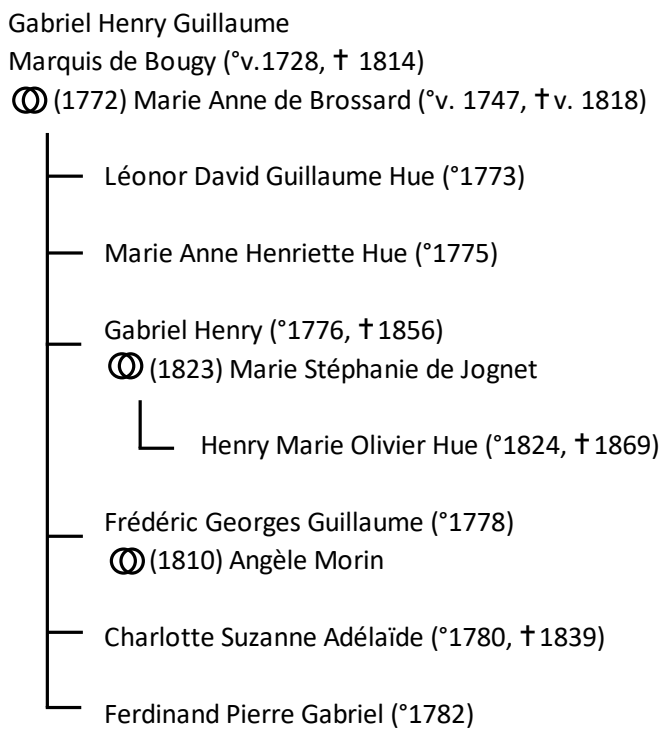 Gabriel Henry Guillaume
Marquis de Bougy (°v.1728, ✝ 1814)
⚭ (1772) Marie Anne de Brossard (°v. 1747, ✝ v. 1818)
Léonor David Guillaume Hue (°1773)
Marie Anne Henriette Hue (°1775)
Gabriel Henry (°1776, ✝ 1856)
⚭ (1823) Marie Stéphanie de Jognet
Henry Marie Olivier Hue (°1824, ✝ 1869)
Frédéric Georges Guillaume (°1778)
⚭ (1810) Angèle Morin
Charlotte Suzanne Adélaïde (°1780, ✝ 1839)
Ferdinand Pierre Gabriel (°1782)